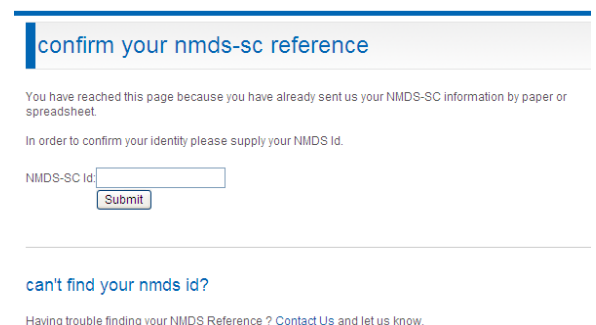 confirm your nmds-sc reference
You have reached this page because you have already sent us your NMDS-SC information by paper or
spreadsheet.
In order to confirm your identity please supply your NMDS Id.
NMDS-SC Id:
Submit
can't find your nmds id?
Having trouble finding your NMDS Reference ? Contact Us and let us know.